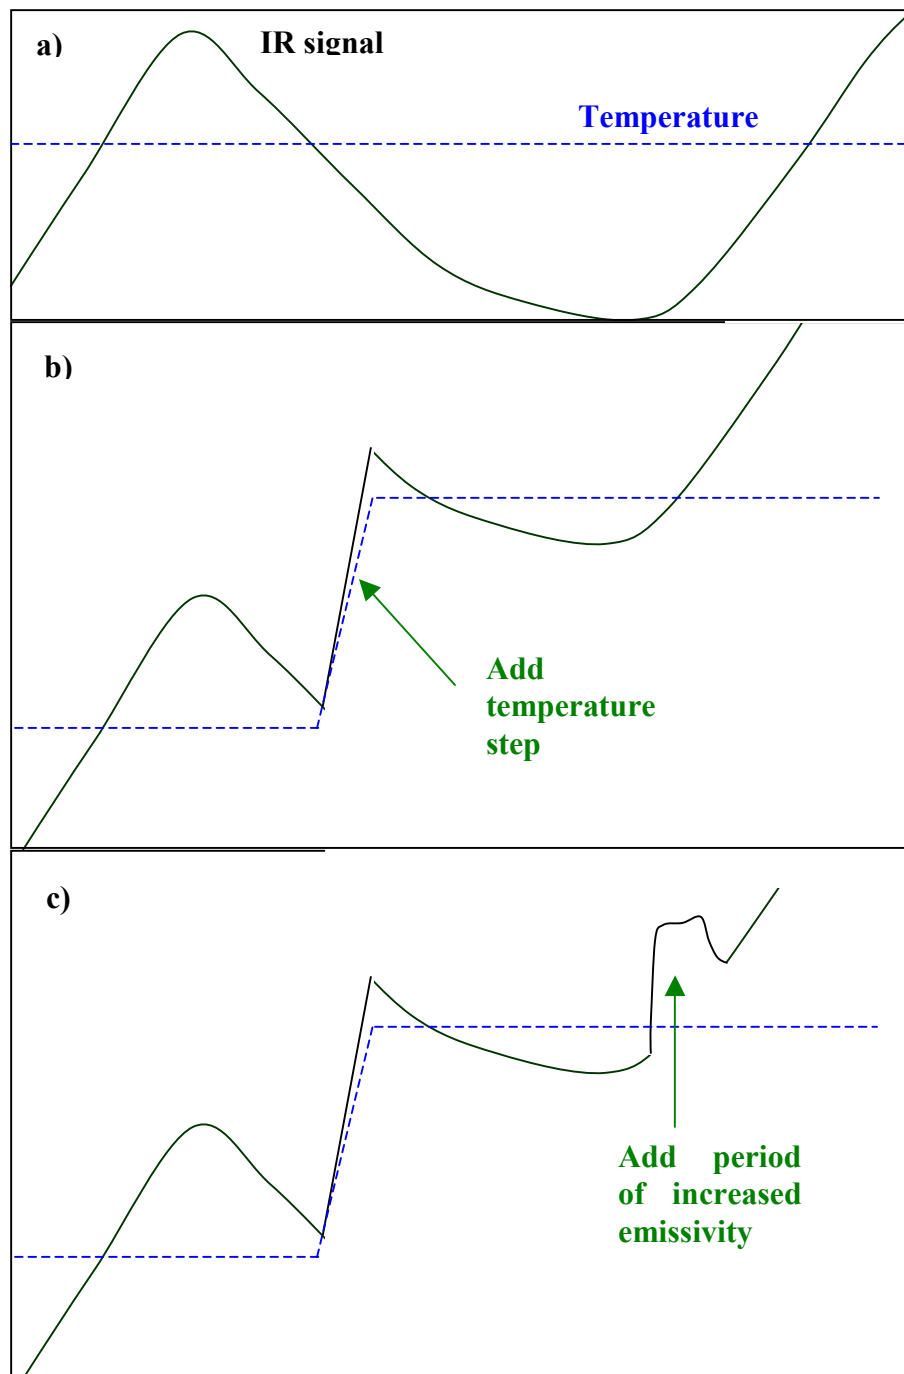 a)
IR signal
Temperature
b)
Add
temperature
step
c)
Add period
of increased
emissivity